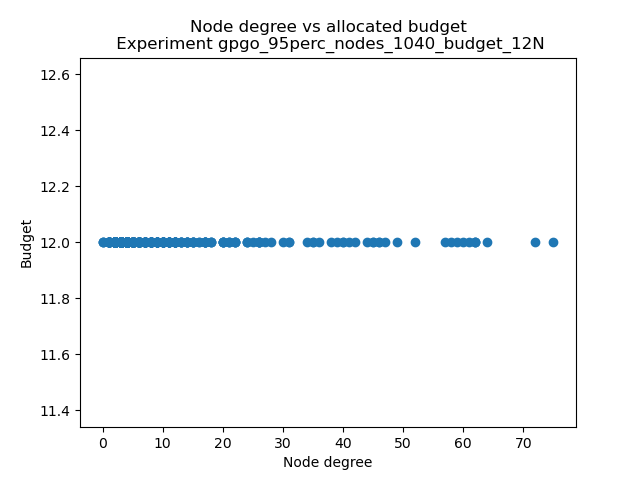 Node degree vs allocated budget
Experiment gpgo_95perc_nodes_1040_budget_12N
12.6
12.4
12.2
12.0
11.8
11.6
11.4
Budget
0 10 20 30 40 50 60 70
Node degree